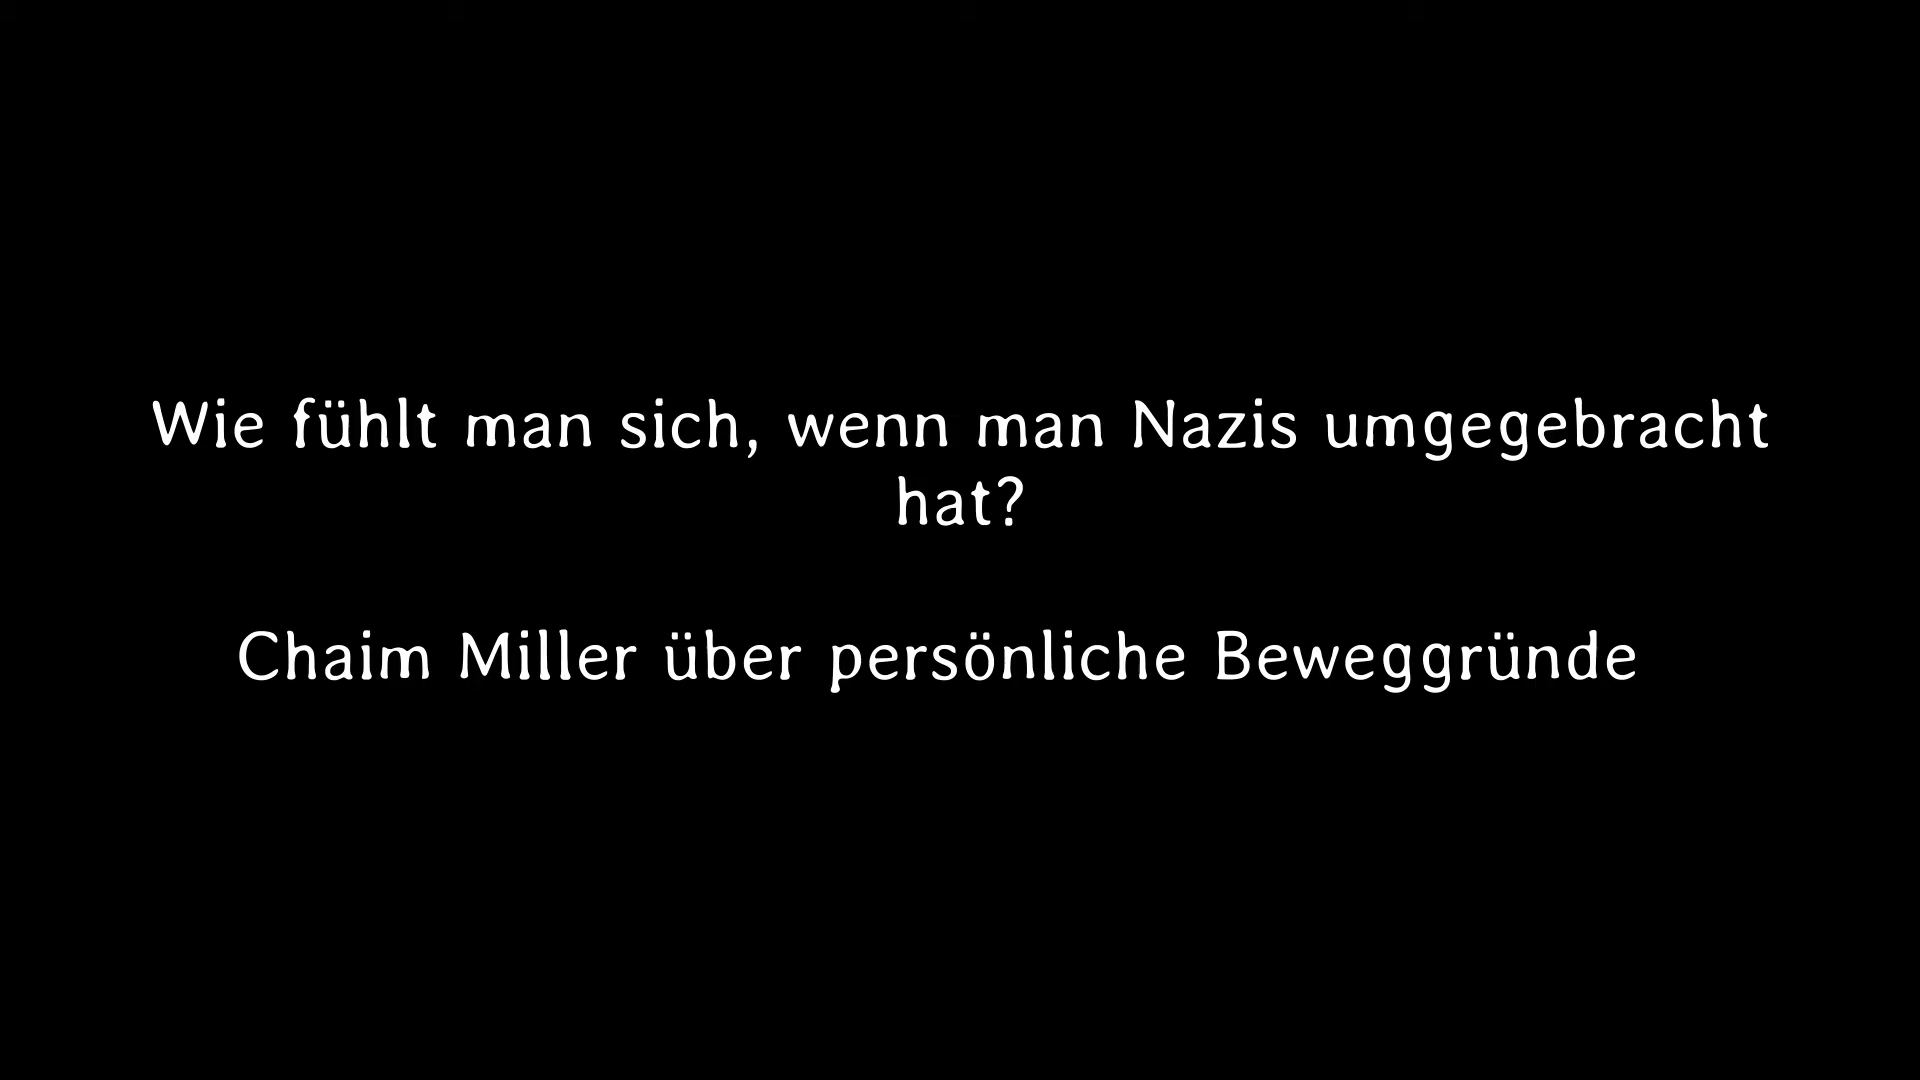 Wie fühlt man sich, wenn man Nazis umgegebracht
hat?
Chaim Miller über persönliche Beweggründe